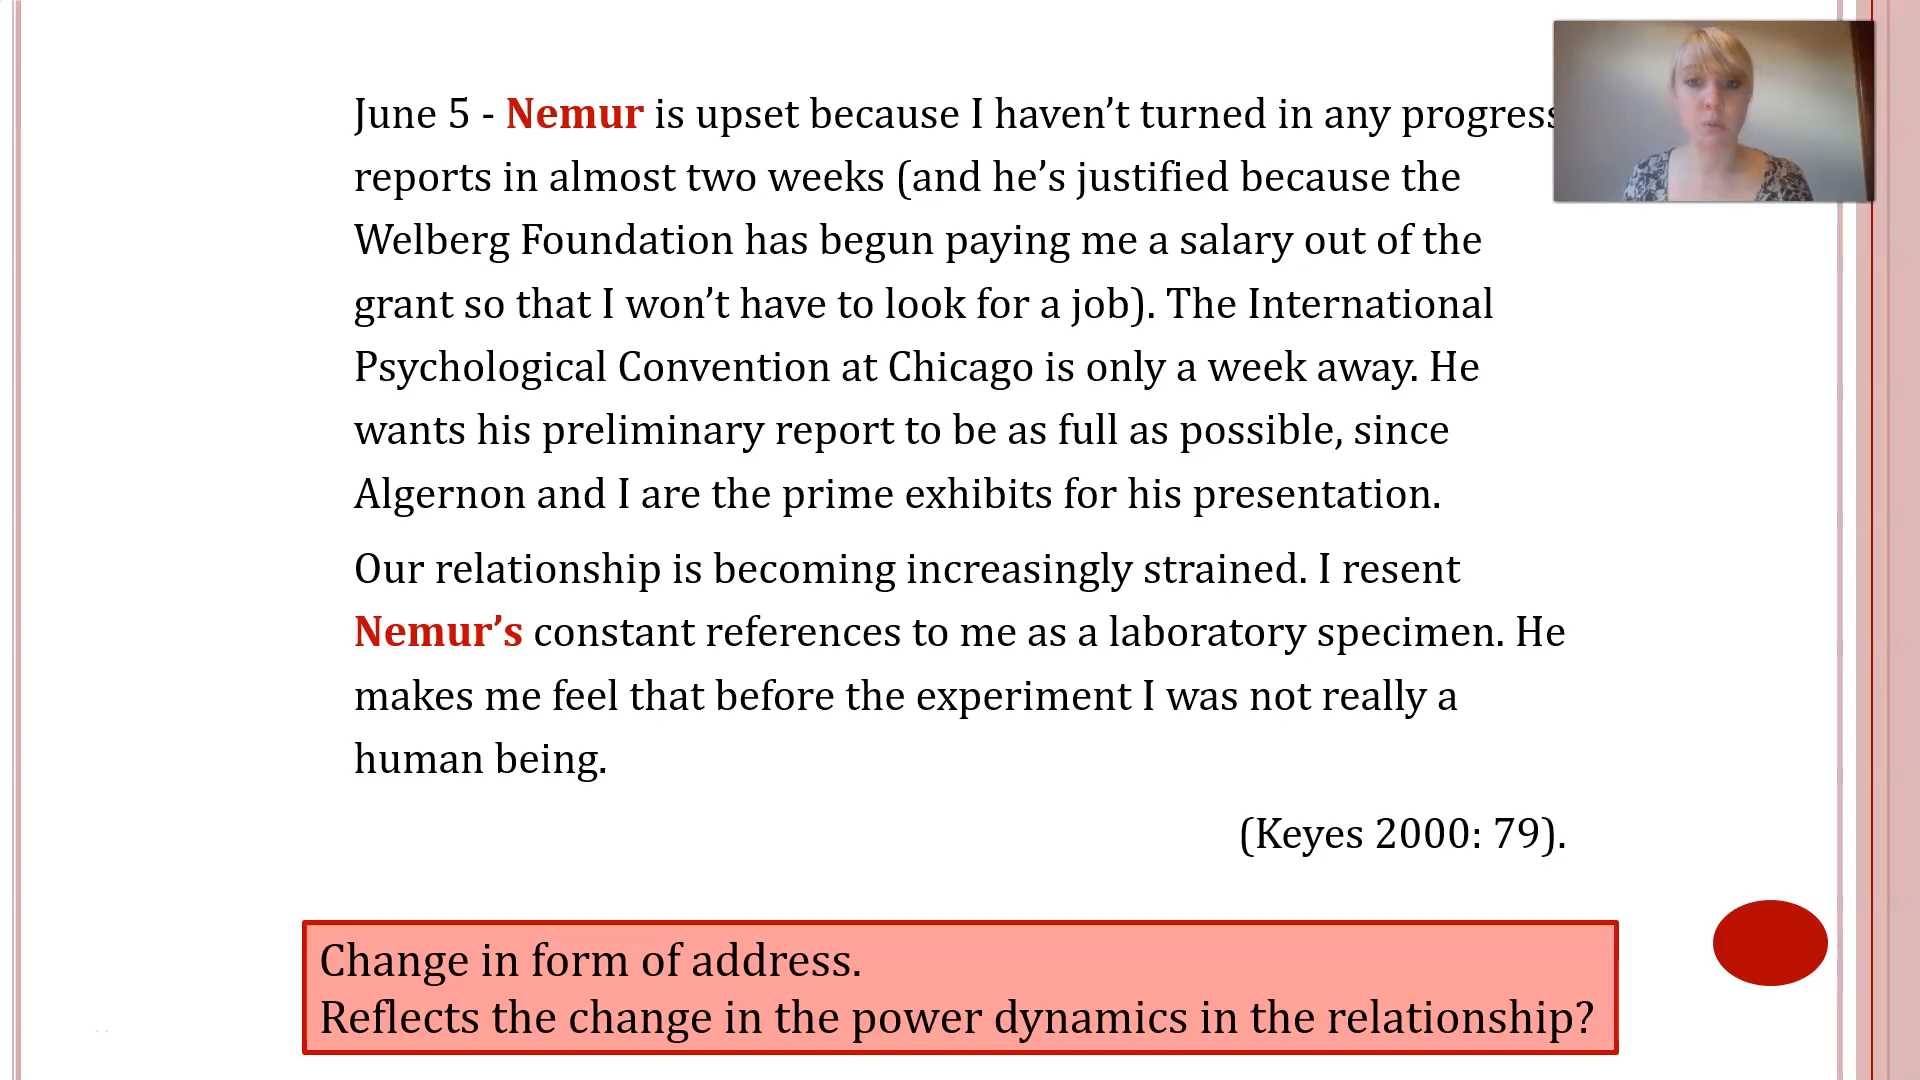 June 5 - Nemur is upset because I haven’t turned in any progress
reports in almost two weeks (and he’s justified because the
Welberg Foundation has begun paying me a salary out of the
grant so that I won’t have to look for a job). The International
Psychological Convention at Chicago is only a week away. He
wants his preliminary report to be as full as possible, since
Algernon and I are the prime exhibits for his presentation.
Our relationship is becoming increasingly strained. I resent
Nemur’s constant references to me as a laboratory specimen. He
makes me feel that before the experiment I was not really a
human being.
(Keyes 2000: 79).
Change in form of address.
Reflects the change in the power dynamics in the relationship?